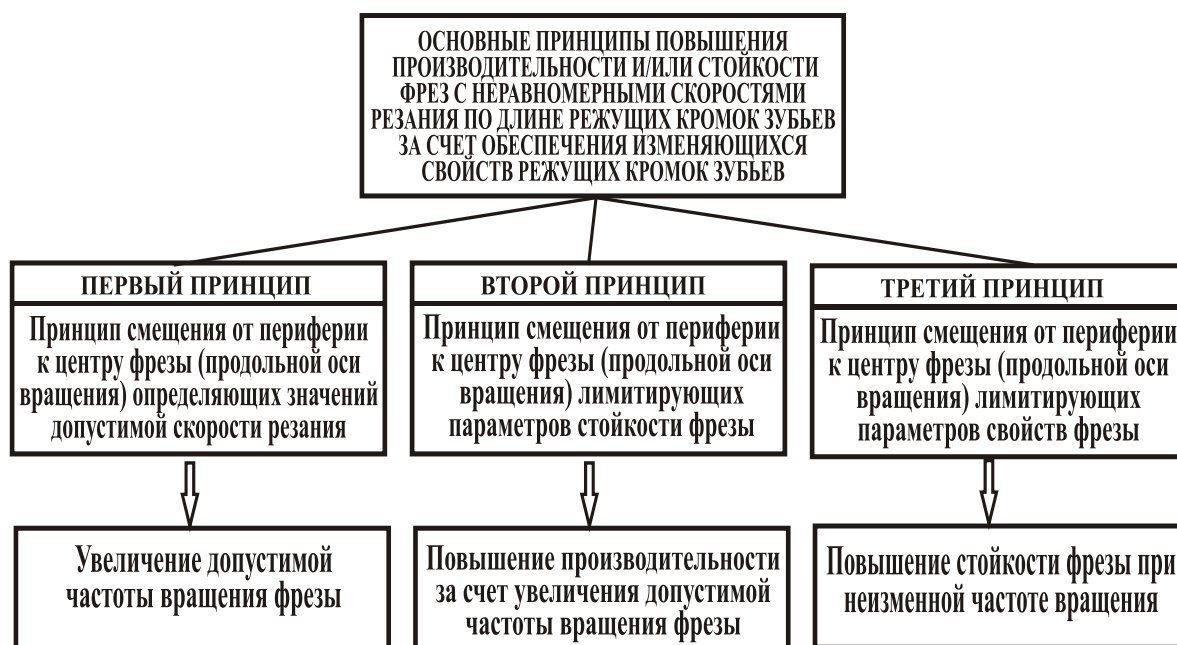 ОСНОВНЫЕ ПРИНЦИПЫ ПОВЫШЕНИЯ
ПРОИЗВОДИТЕЛЬНОСТИ И/ИЛИ СТОЙКОСТИ
ФРЕЗ С НЕРАВНОМЕРНЫМИ СКОРОСТЯМИ
РЕЗАНИЯ ПО ДЛИНЕ РЕЖУЩИХ КРОМОК ЗУБЬЕВ
ЗА СЧЕТ ОБЕСПЕЧЕНИЯ ИЗМЕНЯЮЩИХСЯ
СВОЙСТВ РЕЖУЩИХ КРОМОК ЗУБЬЕВ
ПЕРВЫЙ ПРИНЦИП
Принцип смещения от периферии
к центру фрезы (продольной оси
вращения) определяющих значений
допустимой скорости резания
Увеличение допустимой
частоты вращения фрезы
ВТОРОЙ ПРИНЦИП
Принцип смещения от периферии
к центру фрезы (продольной оси
вращения) лимитирующих
параметров стойкости фрезы
Повышение производительности
за счет увеличения допустимой
частоты вращения фрезы
ТРЕТИЙ ПРИНЦИП
Принцип смещения от периферии
к центру фрезы (продольной оси
вращения) лимитирующих
параметров свойств фрезы
Повышение стойкости фрезы при
неизменной частоте вращения